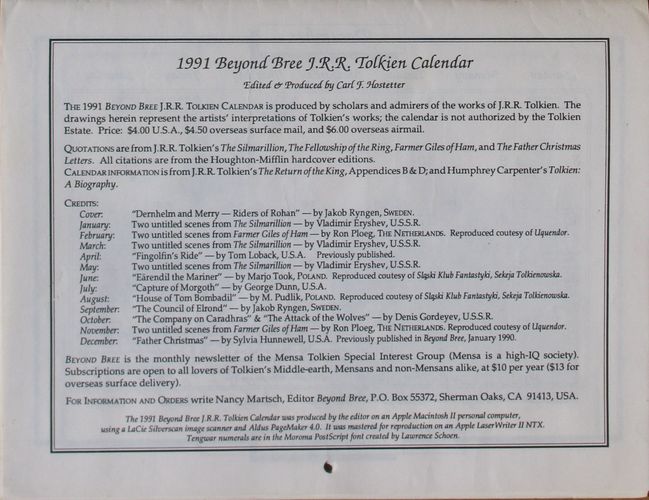 1991 Beyond Bree J.R.R. Tolkien Calendar
Edited & Produced by Carl F. Hostetter
THE 1991 BEYOND BREE J.R.R. TOLKIEN CALENDAR is produced by scholars and admirers of the works of J.R.R. Tolkien. The
drawings herein represent the artists' interpretations of Tolkien's works; the calendar is not authorized by the Tolkien
Estate. Price: $4.00 U.S.A., $4.50 overseas surface mail, and $6.00 overseas airmail.
QUOTATIONS are from J.R.R. Tolkien's The Silmarillion, The Fellowship of the Ring, Farmer Giles of Ham, and The Father Christmas
Letters. All citations are from the Houghton-Mifflin hardcover editions.
CALENDAR INFORMATION is from J.R.R. Tolkien's The Return of the King, Appendices B & D; and Humphrey Carpenter's Tolkien:
A Biography.
CREDITS:
Cover: "Dernhelm and Merry — Riders of Rohan" — by Jakob Ryngen, SWEDEN.
January: Two untitled scenes from The Silmarillion — by Vladimir Eryshev, U.S.S.R.
February: Two untitled scenes from Farmer Giles of Ham — by Ron Ploeg, THE NETHERLANDS. Reproduced coutesy of Uquendor.
March: Two untitled scenes from The Silmarillion — by Vladimir Eryshev, U.S.S.R.
April: "Fingolfin's Ride" — by Tom Loback, U.S.A. Previously published.
May: Two untitled scenes from The Silmarillion — by Vladimir Eryshev, U.S.S.R.
June: "Eärendil the Mariner" — by Marjo Took, POLAND. Reproduced coutesy of Sląski Klub Fantastyki, Sekeja Tolkienowska.
July: "Capture of Morgoth" — by George Dunn, U.S.A.
August: "House of Tom Bombadil" — by M. Pudlik, POLAND. Reproduced coutesy of Sląski Klub Fantastyki, Sekeja Tolkienowska.
September: "The Council of Elrond" — by Jakob Ryngen, SWEDEN.
October: "The Company on Caradhras" & "The Attack of the Wolves" — by Denis Gordeyev, U.S.S.R.
November: Two untitled scenes from Farmer Giles of Ham — by Ron Ploeg, THE NETHERLANDS. Reproduced coutesy of Uquendor.
December: "Father Christmas" — by Sylvia Hunnewell, U.S.A. Previously published in Beyond Bree, January 1990.
BEYOND BREE is the monthly newsletter of the Mensa Tolkien Special Interest Group (Mensa is a high-IQ society).
Subscriptions are open to all lovers of Tolkien's Middle-earth, Mensans and non-Mensans alike, at $10 per year ($13 for
overseas surface delivery).
FOR INFORMATION AND ORDERS write Nancy Martsch, Editor Beyond Bree, P.O. Box 55372, Sherman Oaks, CA 91413, USA.
The 1991 Beyond Bree J.R.R. Tolkien Calendar was produced by the editor on an Apple Macintosh II personal computer,
using a LaCie Silverscan image scanner and Aldus PageMaker 4.0. It was mastered for reproduction on an Apple LaserWriter II NTX.
Tengwar numerals are in the Moroma PostScript font created by Lawrence Schoen.